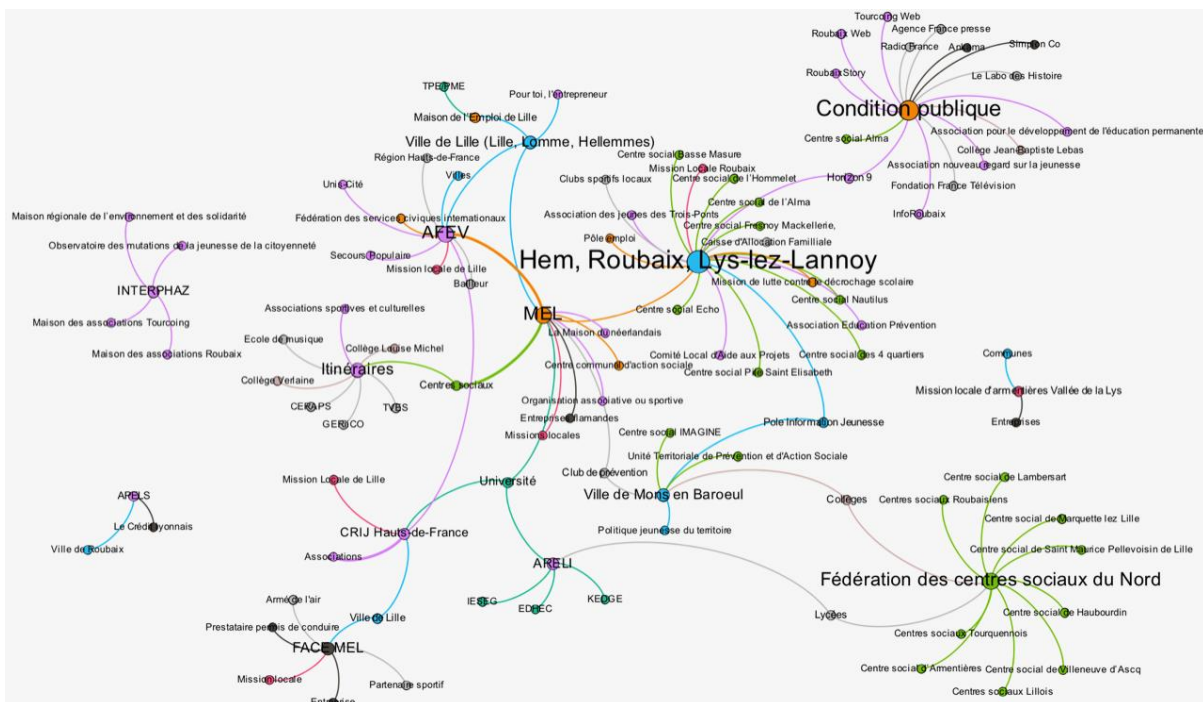 Tourcoing Web
Agence France presse
Roubaix Web
Radio France
Ankama
Simplon Co
RoubaixStory
Le Labo des Histoire
Condition publique
Association pour le développement de l'éducation permanente
Centre social Alma
Collège Jean-Baptiste Lebas
Association nouveau regard sur la jeunesse
Horizon 9
Fondation France Télévision
InfoRoubaix
TPE/PME
Pour toi, l'entrepreneur
Maison de l'Emploi de Lille
Ville de Lille (Lille, Lomme, Hellemmes)
Région Hauts-de-France
Villes
Unis-Cité
Fédération des services civiques internationaux
AFEV
Secours Populaire
Mission locale de Lille
Bailleur
Maison régionale de l'environnement et des solidarité
Observatoire des mutations de la jeunesse de la citoyenneté
INTERPHAZ
Maison des associations Tourcoing
Maison des associations Roubaix
Centre social Basse Masure
Mission Locale Roubaix
Clubs sportifs locaux
Centre social de l'Hommelet
Centre social de l'Alma
Association des jeunes des Trois-Ponts
Centre social Fresnoy Mackellerie,
Pôle emploi
Caisse d'Allocation Familliale
Hem, Roubaix, Lys-lez-Lannoy
Mission de lutte contre le décrochage scolaire
Centre social Nautilus
Centre social Echo
Association Education Prévention
Comité Local d'Aide aux Projets
Centre social des 4 quartiers
Centre social Pile Saint Elisabeth
MEL
La Maison du néerlandais
Centre communal d'action sociale
Organisation associative ou sportive
Entreprises flamandes
Missions locales
Associations sportives et culturelles
Ecole de musique
Collège Louise Michel
Itinéraires
Collège Verlaine
Centres sociaux
CERAPS
TVBS
GERICO
Communes
Mission locale d'armentières Vallée de la Lys
Entreprises
Pole Information Jeunesse
Centre social IMAGINE
Unité Territoriale de Prévention et d'Action Sociale
Club de prévention
Ville de Mons en Baroeul
Politique jeunesse du territoire
Université
Mission Locale de Lille
APELS
Le Crédit lyonnais
Ville de Roubaix
CRIJ Hauts-de-France
Associations
ARELI
IESEG
EDHEC
KEDGE
Ville de Lille
Armé de l'air
Prestataire permis de conduire
FACE MEL
Mission locale
Partenaire sportif
Entreprise
Collèges
Lycées
Centre social de Lambersart
Centres sociaux Roubaisiens
Centre social de Marquette lez Lille
Centre social de Saint Maurice Pellevoisin de Lille
Fédération des centres sociaux du Nord
Centre social de Haubourdin
Centres sociaux Tourquennois
Centre social d'Armentières
Centre social de Villeneuve d'Ascq
Centres sociaux Lillois